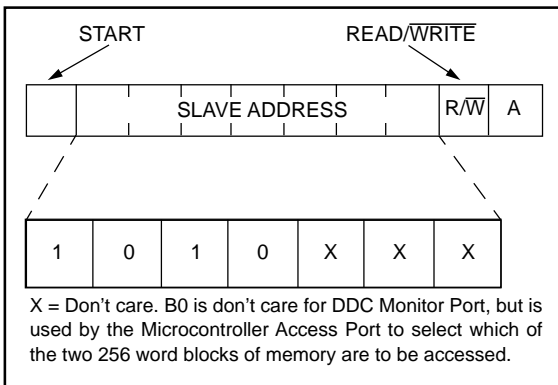 START READ/WRITE
SLAVE ADDRESS R/W A
1 0 1 0 X X X
X = Don't care. B0 is don't care for DDC Monitor Port, but is
used by the Microcontroller Access Port to select which of
the two 256 word blocks of memory are to be accessed.